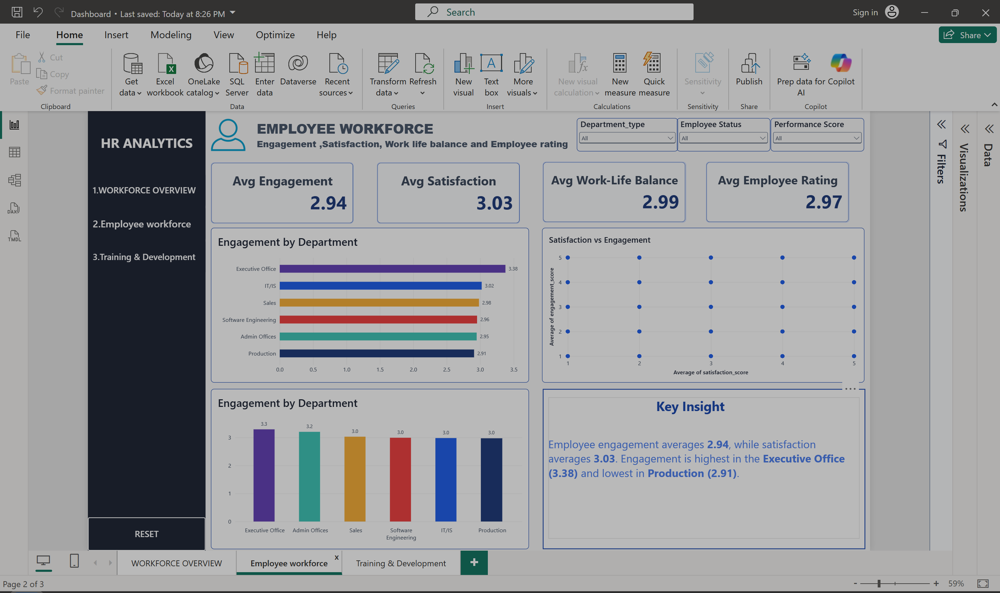 Dashboard • Last saved: Today at 8:26 PM
Search
Sign in
File Home Insert Modeling View Optimize Help
Share
Paste
Cut
Copy
Format painter
Clipboard
Get data
Excel workbook
OneLake catalog
SQL Server
Enter data
Dataverse
Recent sources
Data
Transform data
Refresh
Queries
New visual
Text box
More visuals
Insert
New visual calculation
New measure
Quick measure
Calculations
Sensitivity
Sensitivity
Publish
Share
Prep data for AI
Copilot
Copilot
DAX
TMDL
HR ANALYTICS
1.WORKFORCE OVERVIEW
2.Employee workforce
3.Training & Development
RESET
EMPLOYEE WORKFORCE
Engagement ,Satisfaction, Work life balance and Employee rating
Department_type
All
Employee Status
All
Performance Score
All
Avg Engagement
2.94
Avg Satisfaction
3.03
Avg Work-Life Balance
2.99
Avg Employee Rating
2.97
Engagement by Department
Executive Office 3.38
IT/IS 3.02
Sales 2.98
Software Engineering 2.96
Admin Offices 2.95
Production 2.91
0.0 0.5 1.0 1.5 2.0 2.5 3.0 3.5
Satisfaction vs Engagement
Average of engagement_score
5
4
3
2
1
1 2 3 4 5
Average of satisfaction_score
Engagement by Department
3.3 3.2 3.0 3.0 3.0 3.0
3
2
1
0
Executive Office Admin Offices Sales Software Engineering IT/IS Production
Key Insight
Employee engagement averages 2.94, while satisfaction
averages 3.03. Engagement is highest in the Executive Office
(3.38) and lowest in Production (2.91).
Filters
Visualizations
Data
WORKFORCE OVERVIEW
Employee workforce x
Training & Development
+
Page 2 of 3
- + 59%